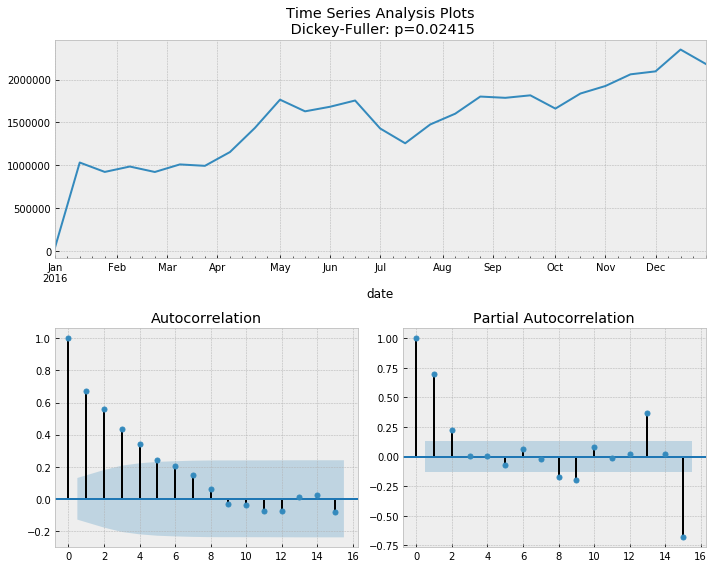 Time Series Analysis Plots
Dickey-Fuller: p=0.02415
2000000
1500000
1000000
500000
0
Jan Feb Mar Apr May Jun Jul Aug Sep Oct Nov Dec
2016
date
Autocorrelation
1.0
0.8
0.6
0.4
0.2
0.0
−0.2
0 2 4 6 8 10 12 14 16
Partial Autocorrelation
1.00
0.75
0.50
0.25
0.00
−0.25
−0.50
−0.75
0 2 4 6 8 10 12 14 16